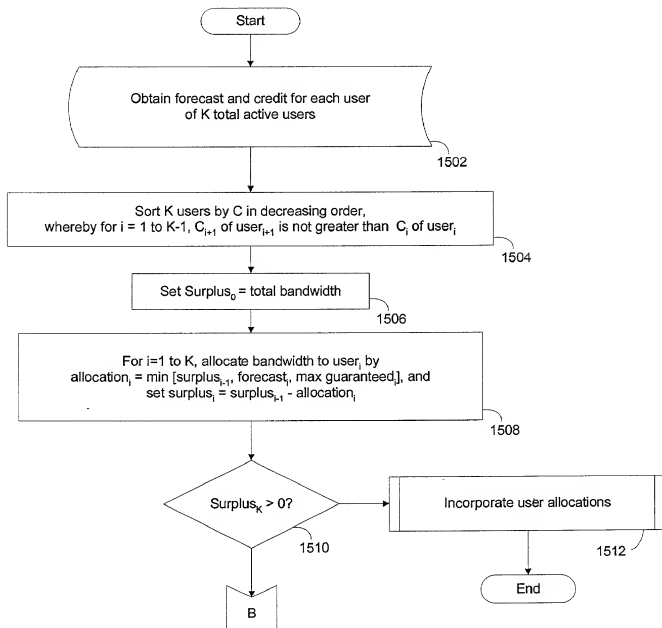 Start
Obtain forecast and credit for each user
of K total active users
1502
Sort K users by C in decreasing order,
whereby for i = 1 to K-1, Ci+1 of useri+1 is not greater than Ci of useri
1504
Set Surplus0 = total bandwidth
1506
For i=1 to K, allocate bandwidth to useri by
allocationi = min [surplusi-1, forecasti, max guaranteedi], and
set surplusi = surplusi-1 - allocationi
1508
SurplusK > 0?
1510
Incorporate user allocations
1512
End
B